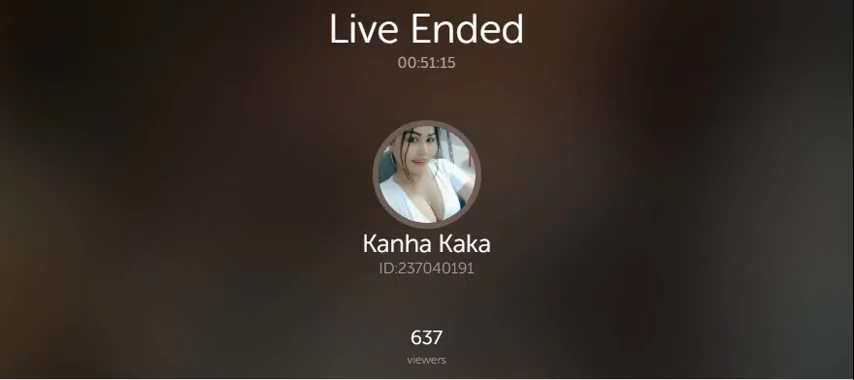 Live Ended
00:51:15
Kanha Kaka
ID:237040191
637
viewers